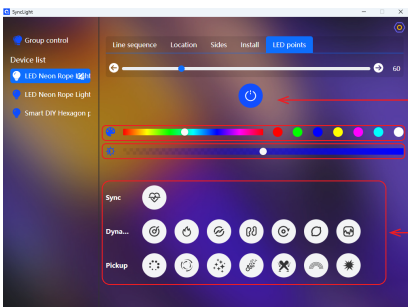 SyncLight
Group control
Device list
LED Neon Rope Light
LED Neon Rope Light
Smart DIY Hexagon p
Line sequence Location Sides Install LED points
60
Sync
Dyna...
Pickup